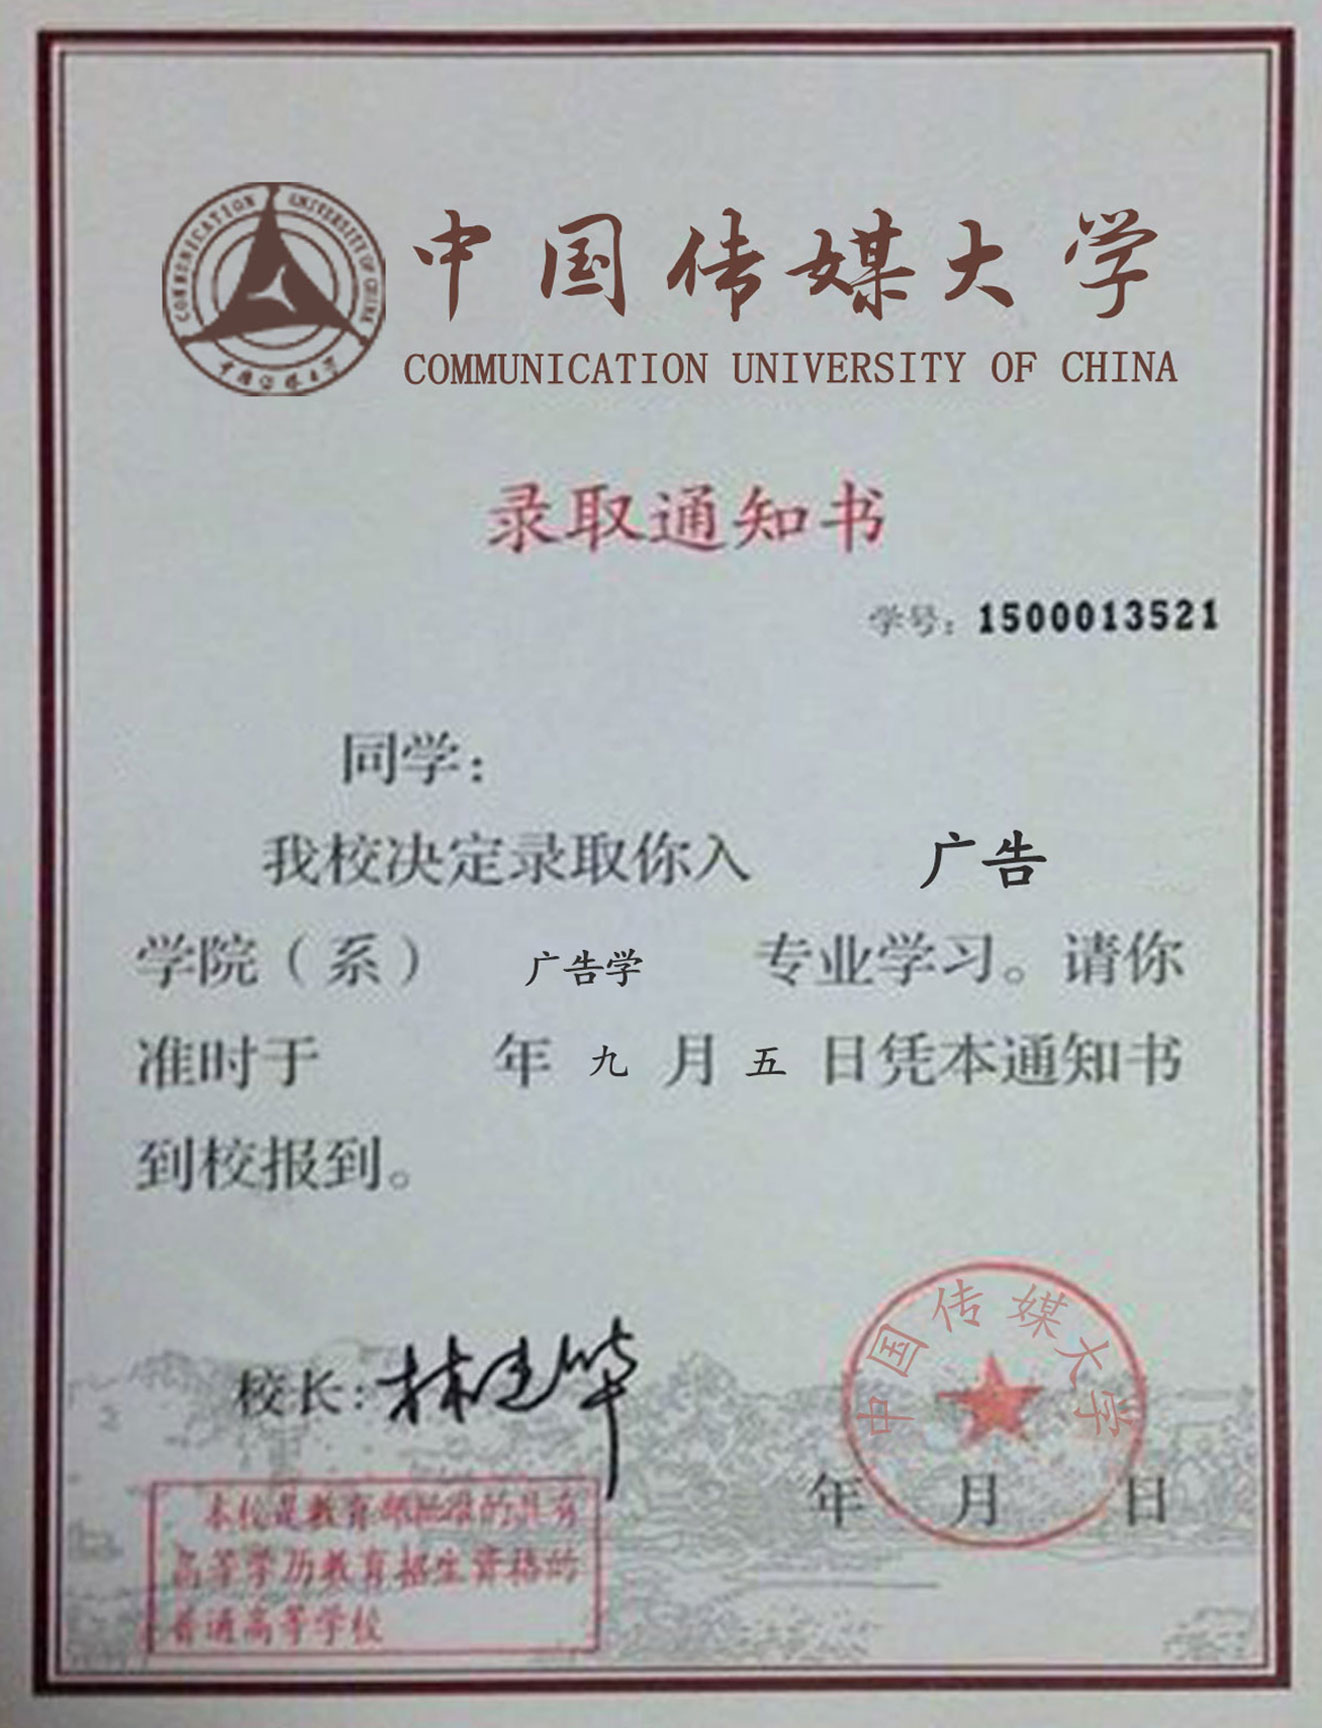 COMMUNICATION UNIVERSITY OF CHINA
中国传媒大学
中国传媒大学
COMMUNICATION UNIVERSITY OF CHINA
录取通知书
学号：1500013521
同学：
我校决定录取你入 广告
学院（系） 广告学 专业学习。请你
准时于 年 九 月 五 日凭本通知书
到校报到。
中国传媒大学
校长：林建华
年 月 日
本校是教育部批准的具有
高等学历教育招生资格的
普通高等学校